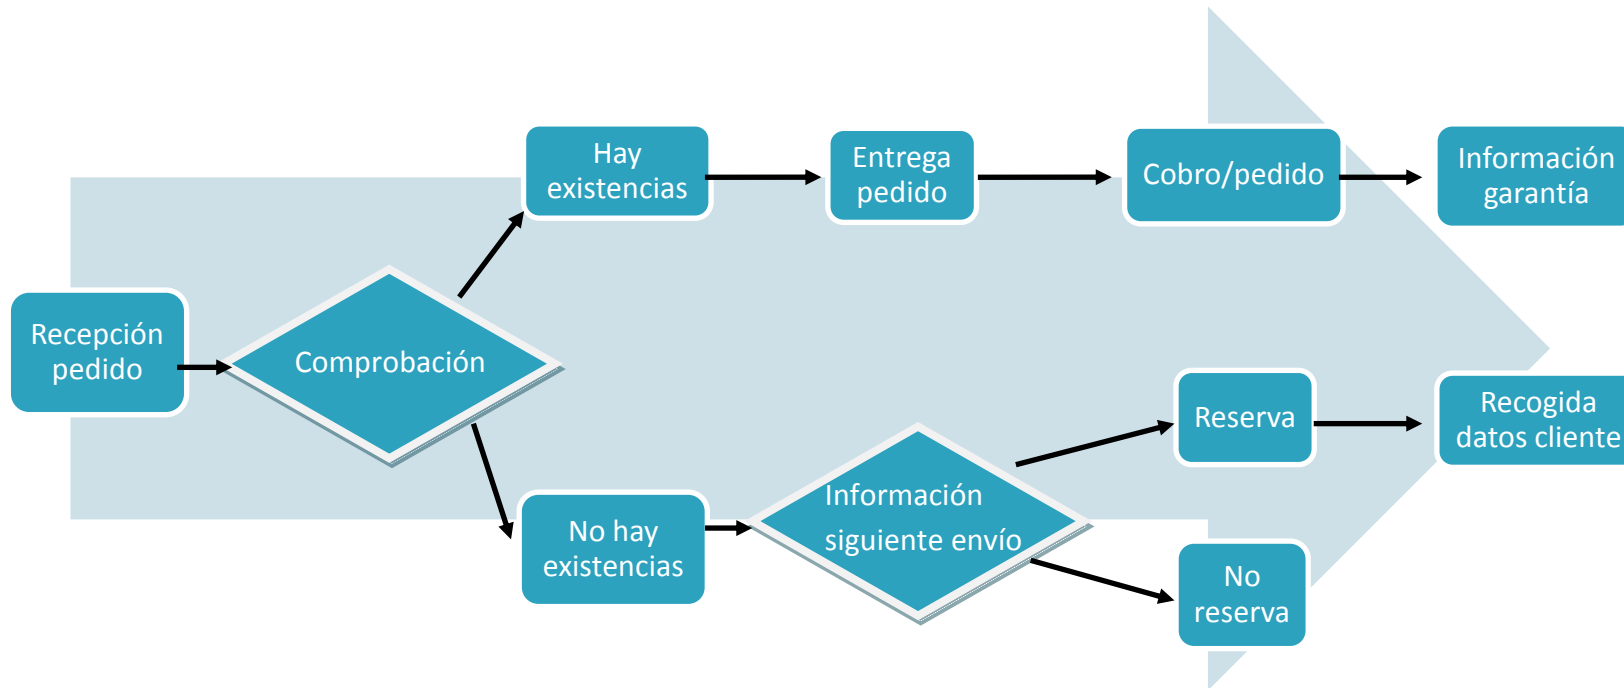 Hay
existencias
Entrega
pedido
Cobro/pedido
Información
garantía
Recepción
pedido
Comprobación
Reserva
Recogida
datos cliente
No hay
existencias
Información
siguiente envío
No
reserva